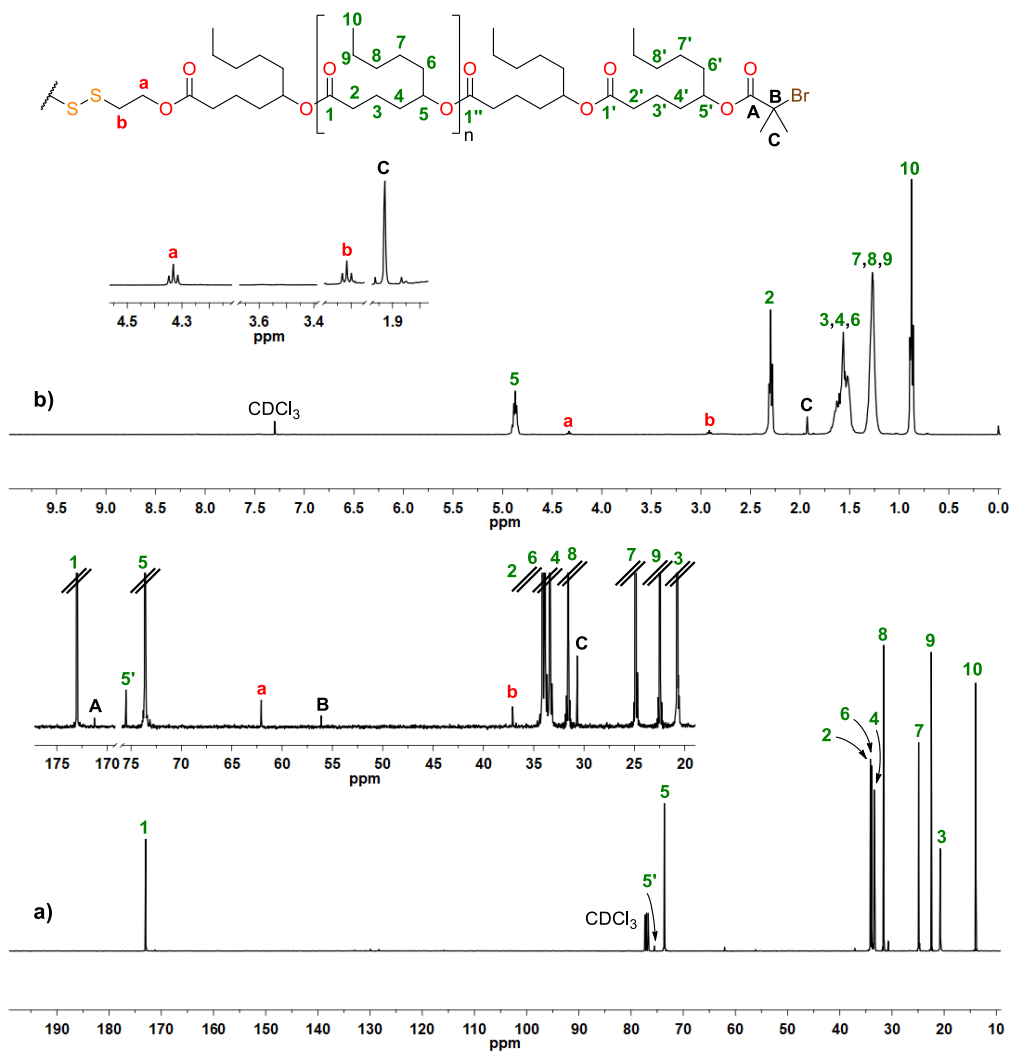 10
9 7
8 6
7' 
8' 6'
O O O O O
a
S S
b
O
2 4
1 3 5
O
n
1''
O
1'
2' 4'
3' 5'
O
A B Br
C
C
a
b
4.5 4.3 3.6 3.4 1.9
ppm
10
7,8,9
2
3,4,6
5
b)
CDCl3
a
b
C
9.5 9.0 8.5 8.0 7.5 7.0 6.5 6.0 5.5 5.0 4.5 4.0 3.5 3.0 2.5 2.0 1.5 1.0 0.5 0.0
ppm
1 5 2 6 4 8 7 9 3
5'
A
a
B
b
C
175 170 75 70 65 60 55 50 45 40 35 30 25 20
ppm
8
9
10
6
4
2
7
5
3
1
5'
a)
CDCl3
190 180 170 160 150 140 130 120 110 100 90 80 70 60 50 40 30 20 10
ppm